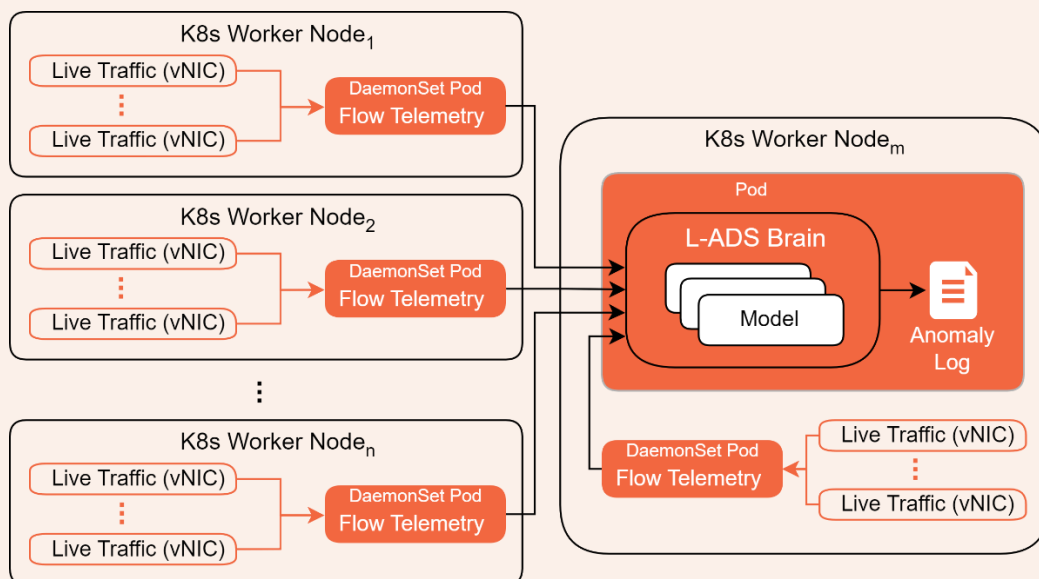 K8s Worker Node₁
Live Traffic (vNIC)
Live Traffic (vNIC)
DaemonSet Pod
Flow Telemetry
K8s Worker Node₂
Live Traffic (vNIC)
Live Traffic (vNIC)
DaemonSet Pod
Flow Telemetry
K8s Worker Nodeₙ
Live Traffic (vNIC)
Live Traffic (vNIC)
DaemonSet Pod
Flow Telemetry
K8s Worker Nodeₘ
Pod
L-ADS Brain
Model
Anomaly
Log
DaemonSet Pod
Flow Telemetry
Live Traffic (vNIC)
Live Traffic (vNIC)